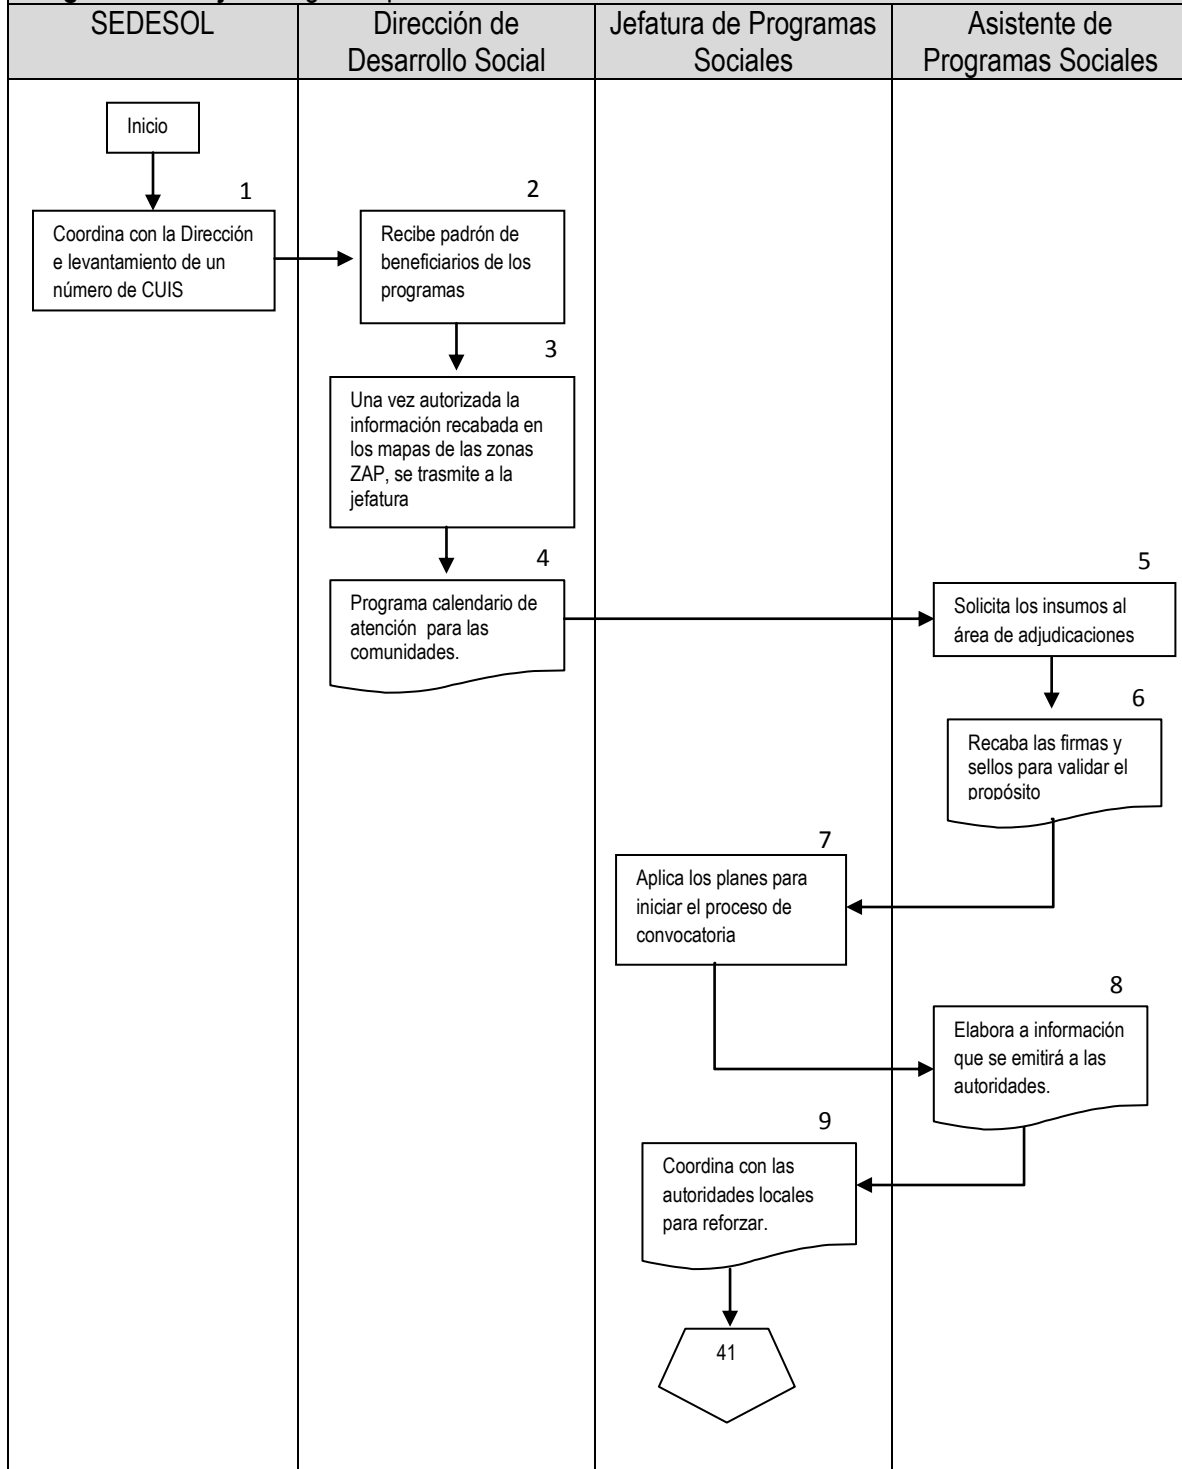 SEDESOL
Dirección de
Desarrollo Social
Jefatura de Programas
Sociales
Asistente de
Programas Sociales
Inicio
1
Coordina con la Dirección
e levantamiento de un
número de CUIS
2
Recibe padrón de
beneficiarios de los
programas
3
Una vez autorizada la
información recabada en
los mapas de las zonas
ZAP, se trasmite a la
jefatura
4
Programa calendario de
atención para las
comunidades.
5
Solicita los insumos al
área de adjudicaciones
6
Recaba las firmas y
sellos para validar el
propósito
7
Aplica los planes para
iniciar el proceso de
convocatoria
8
Elabora a información
que se emitirá a las
autoridades.
9
Coordina con las
autoridades locales
para reforzar.
41